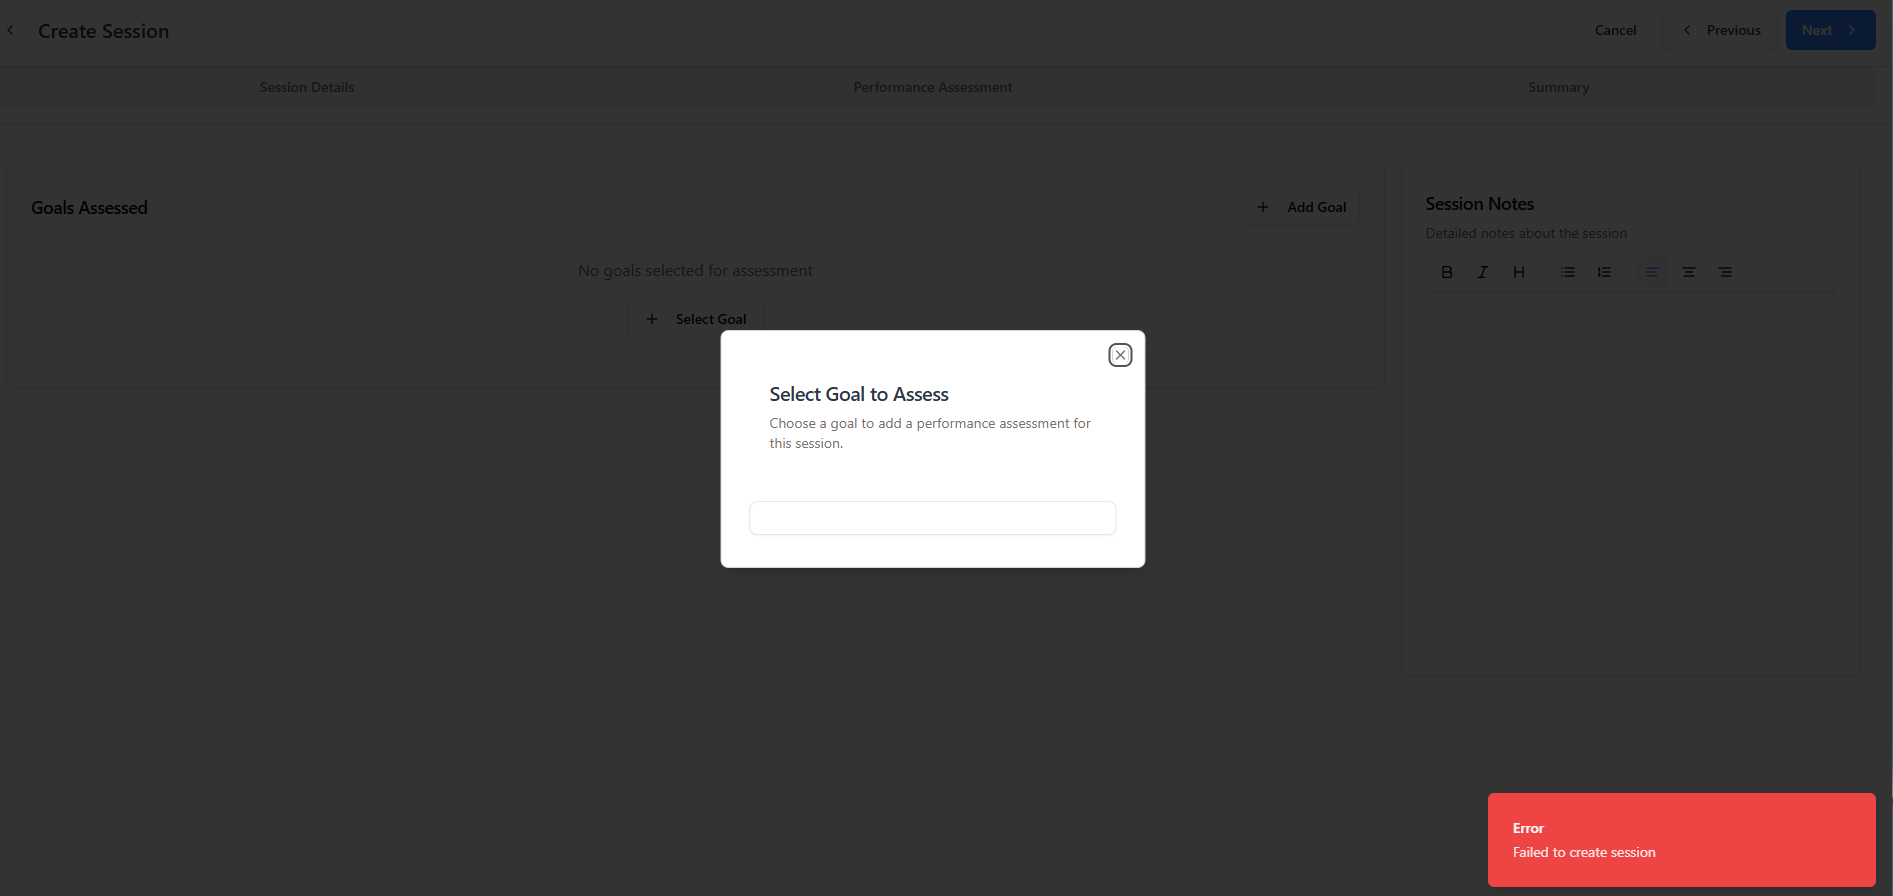 Create Session
Cancel
Previous
Next
Session Details
Performance Assessment
Summary
Goals Assessed
Add Goal
No goals selected for assessment
Select Goal
Session Notes
Detailed notes about the session
B I H
Select Goal to Assess
Choose a goal to add a performance assessment for
this session.
Error
Failed to create session